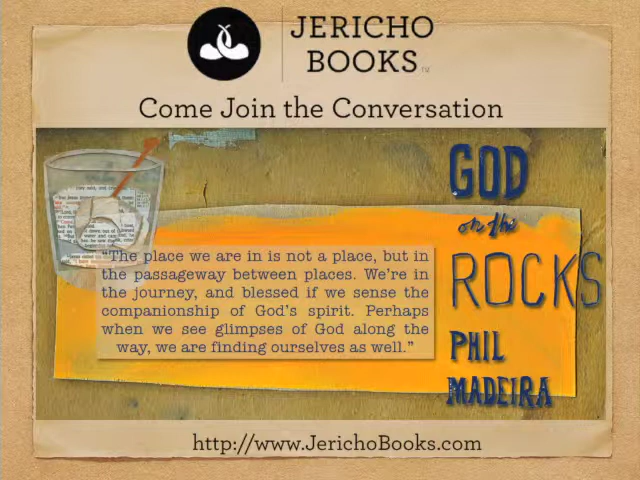 JERICHO
BOOKS TM
Come Join the Conversation
GOD
on the
ROCKS
PHIL
MADEIRA
“The place we are in is not a place, but in
the passageway between places. We’re in
the journey, and blessed if we sense the
companionship of God’s spirit. Perhaps
when we see glimpses of God along the
way, we are finding ourselves as well.”
http://www.JerichoBooks.com